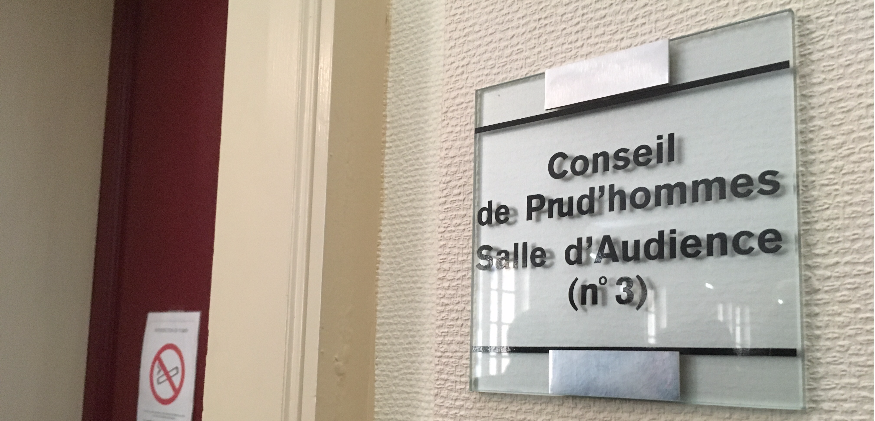 Conseil
de Prud'hommes
Salle d'Audience
(n° 3)